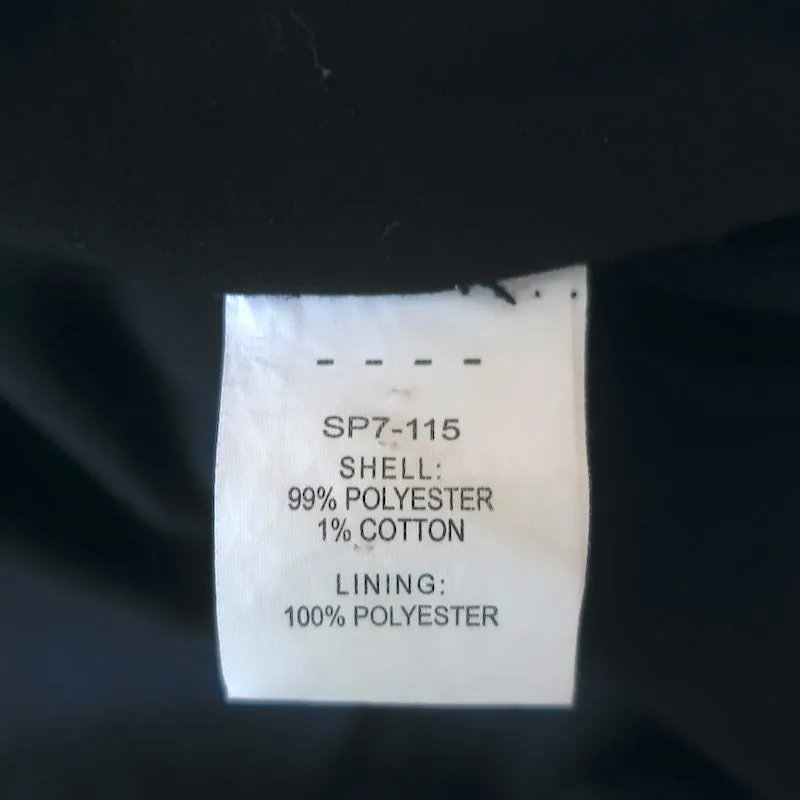 - - - -
SP7-115
SHELL:
99% POLYESTER
1% COTTON
LINING:
100% POLYESTER